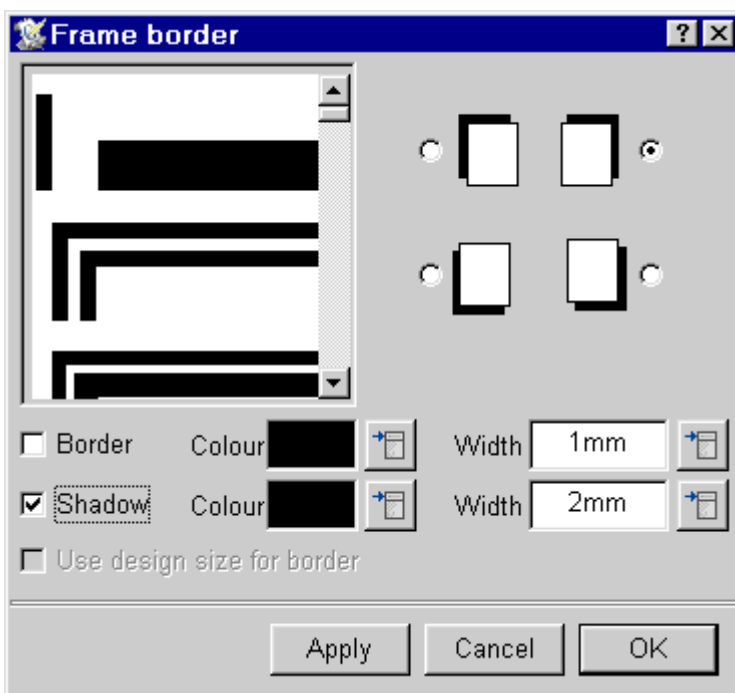 Frame border
Border Colour Width 1mm
Shadow Colour Width 2mm
Use design size for border
Apply Cancel OK